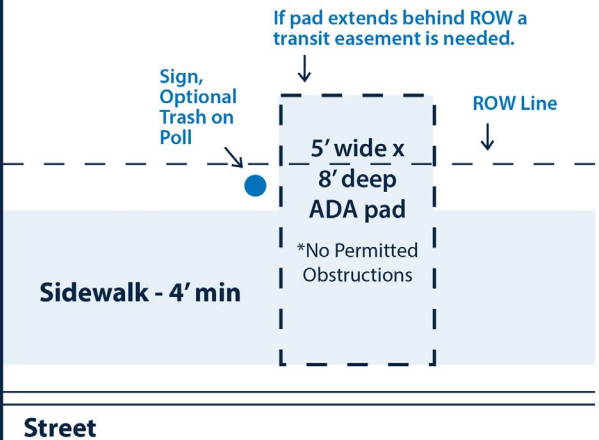 If pad extends behind ROW a
transit easement is needed.
Sign,
Optional
Trash on
Poll
ROW Line
5’ wide x
8’ deep
ADA pad
*No Permitted
Obstructions
Sidewalk - 4’ min
Street